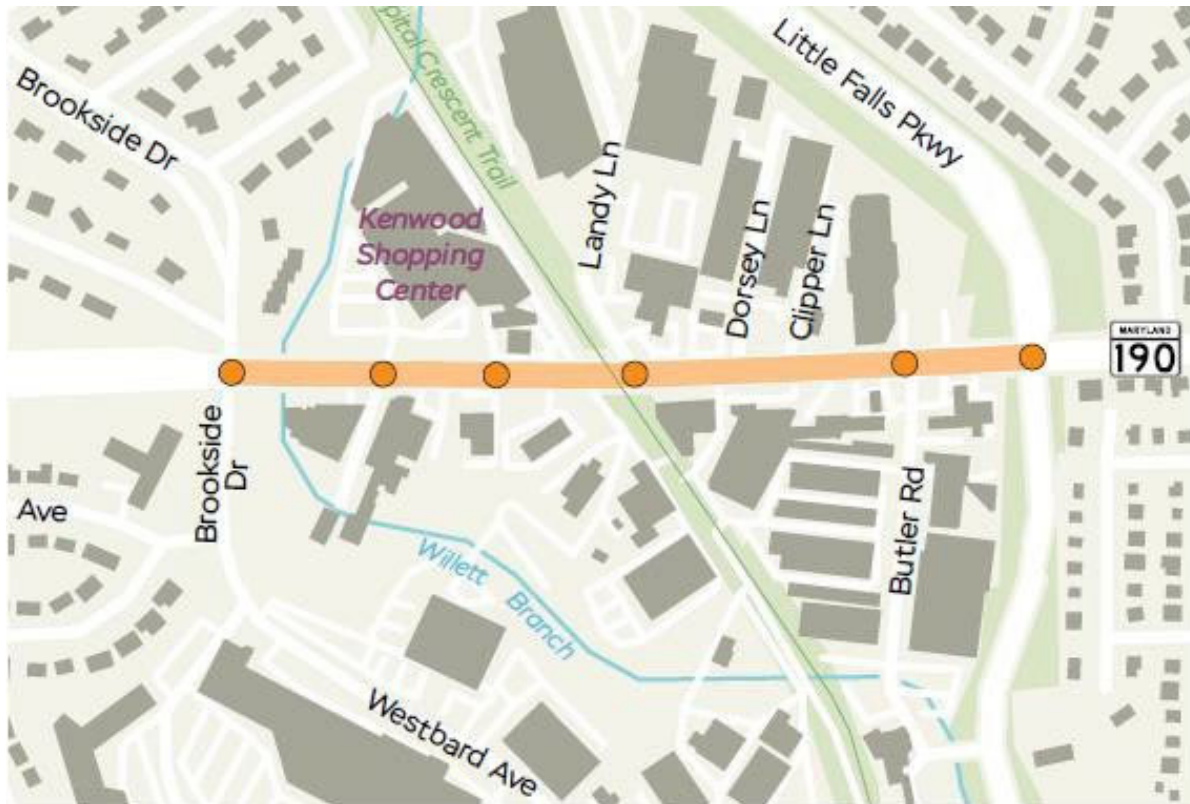 Little Falls Pkwy
Brookside Dr
pital Crescent Trail
Landy Ln
Kenwood
Shopping
Center
Dorsey Ln
Clipper Ln
MARYLAND
190
Brookside
Dr
Ave
Butler Rd
Willett
Branch
Westbard Ave